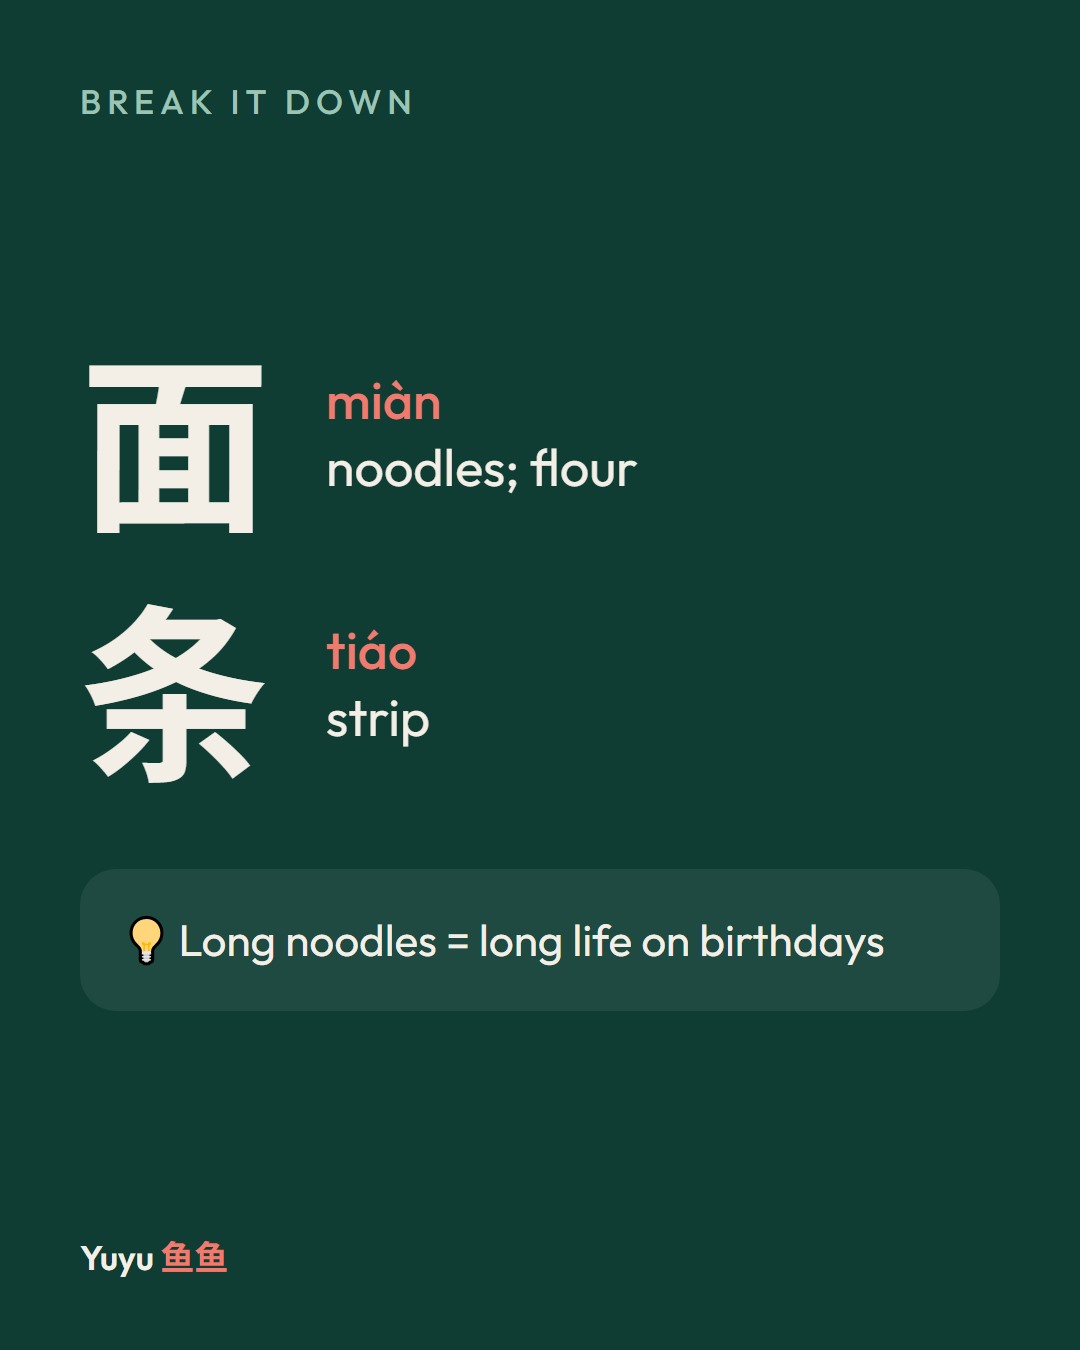 BREAK IT DOWN
面
miàn
noodles; flour
条
tiáo
strip
💡 Long noodles = long life on birthdays
Yuyu 鱼鱼